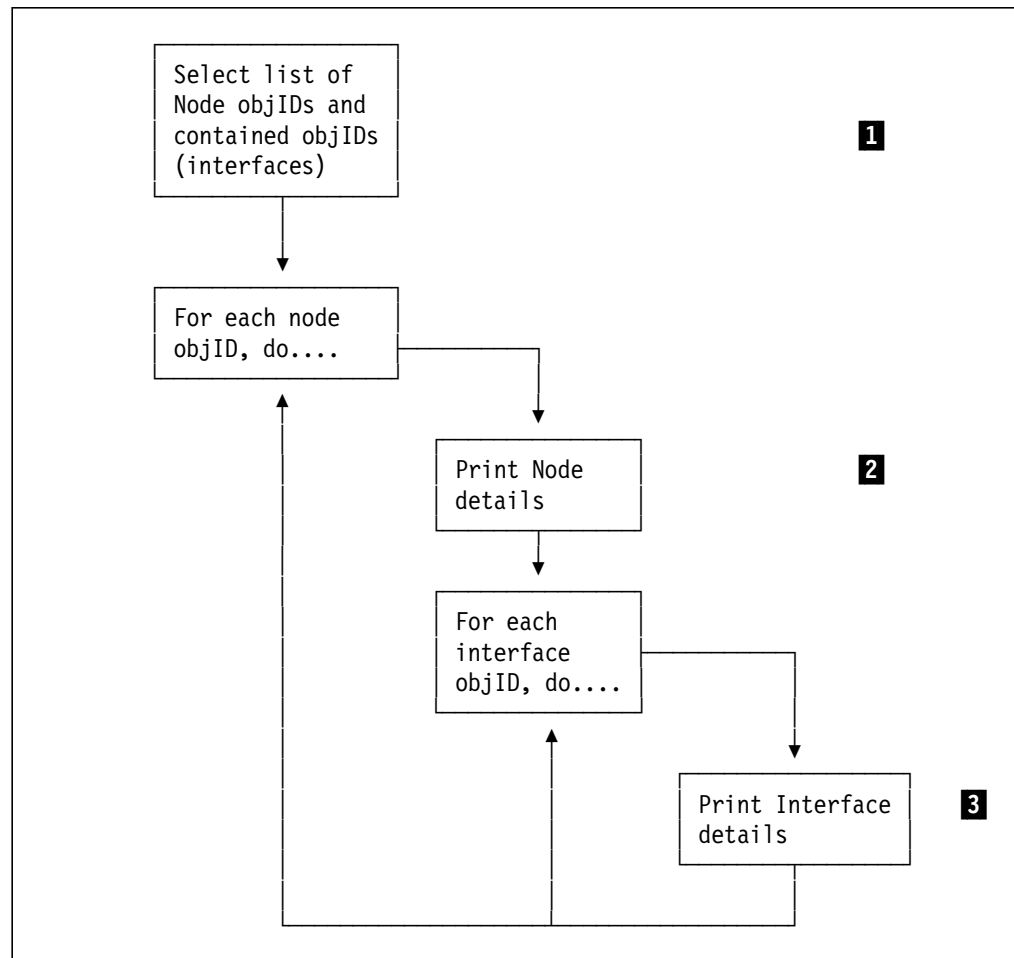 Select list of
Node objIDs and
contained objIDs
(interfaces)
1
For each node
objID, do....
Print Node
details
2
For each
interface
objID, do....
Print Interface
details
3